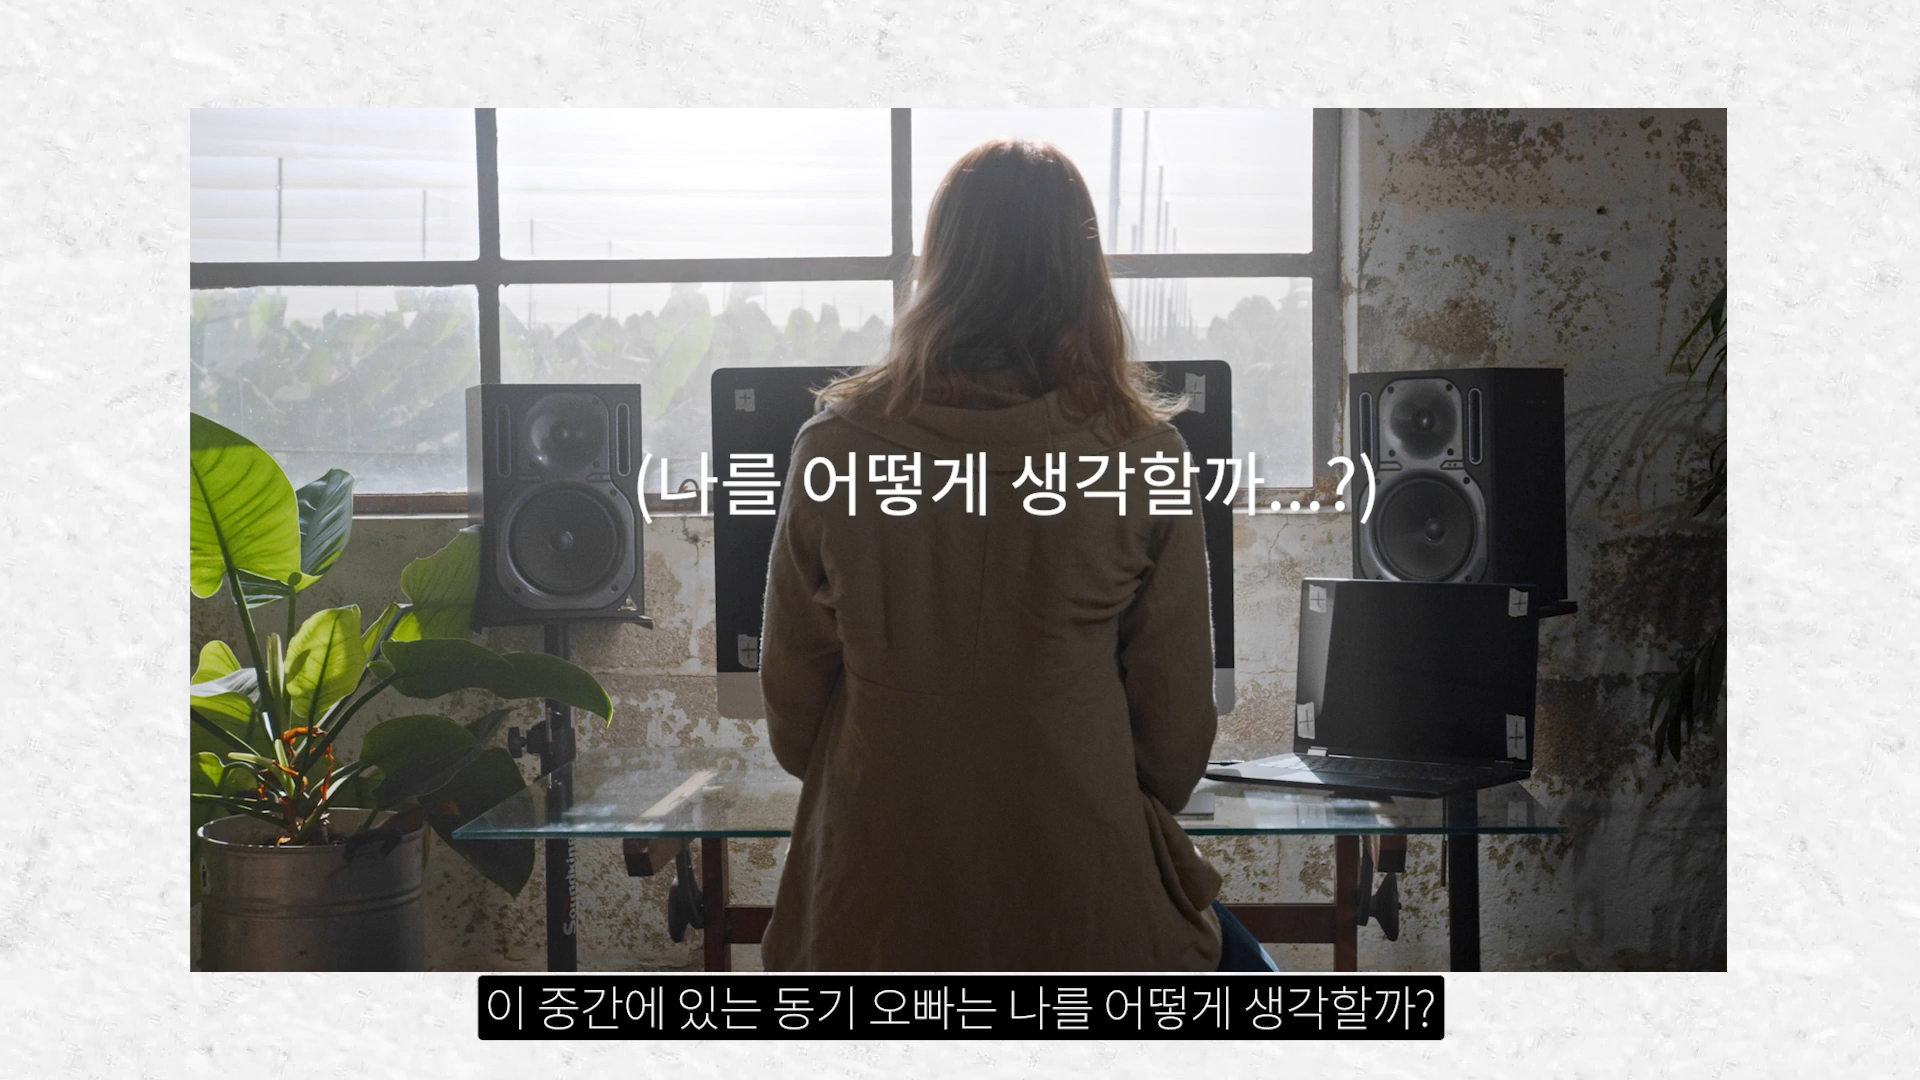 (나를 어떻게 생각할까...?)
Soundking
이 중간에 있는 동기 오빠는 나를 어떻게 생각할까?